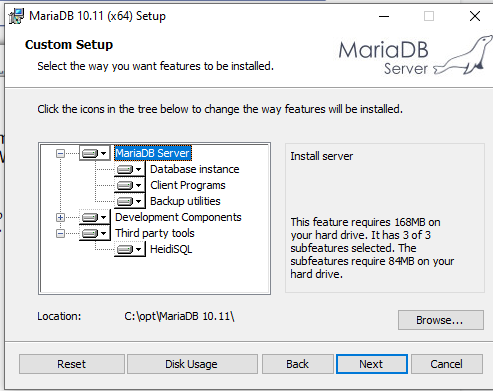 MariaDB 10.11 (x64) Setup
Custom Setup
Select the way you want features to be installed.
MariaDB
Server
Click the icons in the tree below to change the way features will be installed.
MariaDB Server
Database instance
Client Programs
Backup utilities
Development Components
Third party tools
HeidiSQL
Install server
This feature requires 168MB on
your hard drive. It has 3 of 3
subfeatures selected. The
subfeatures require 84MB on your
hard drive.
Location:
C:\opt\MariaDB 10.11\
Browse...
Reset
Disk Usage
Back
Next
Cancel